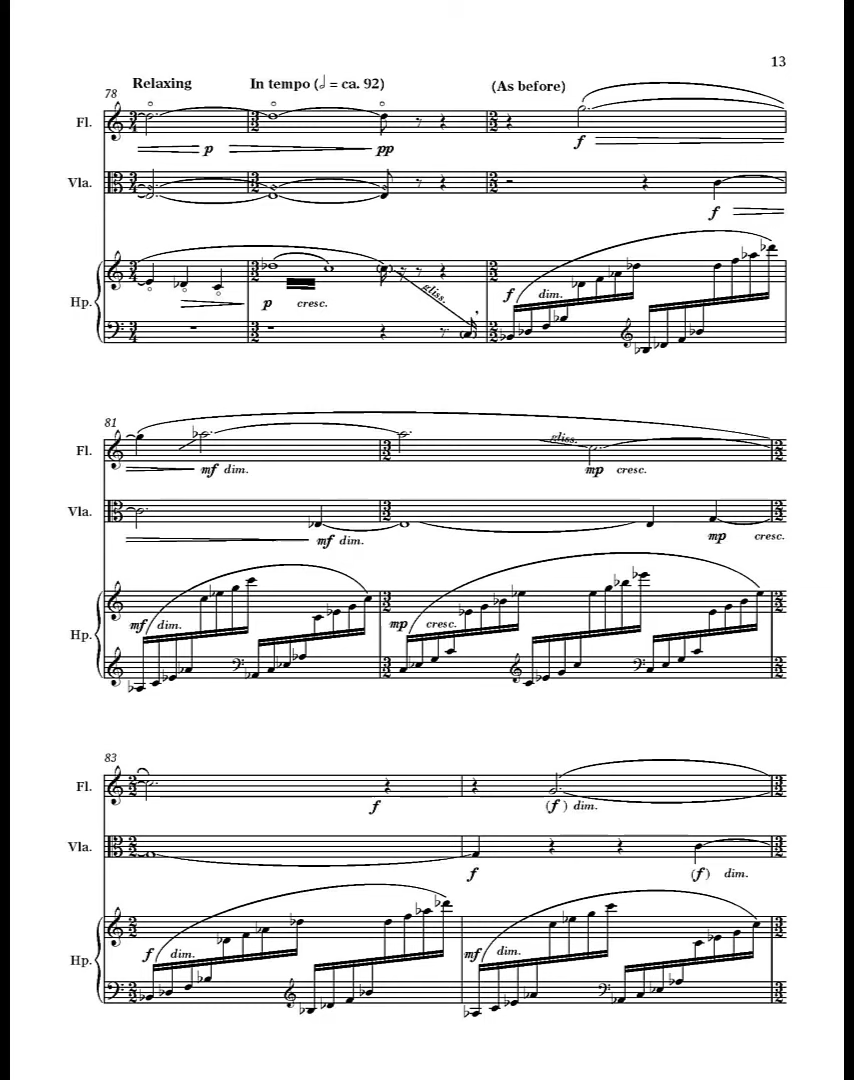 13
Relaxing In tempo (𝅗𝅥 = ca. 92) (As before)
78
Fl.
p pp f
Vla.
f
gliss.
f dim.
Hp.
p cresc.
81
Fl.
gliss.
mf dim. mp cresc.
Vla.
mf dim. mp cresc.
mf dim. mp cresc.
Hp.
83
Fl.
f (f) dim.
Vla.
f (f) dim.
f dim. mf dim.
Hp.